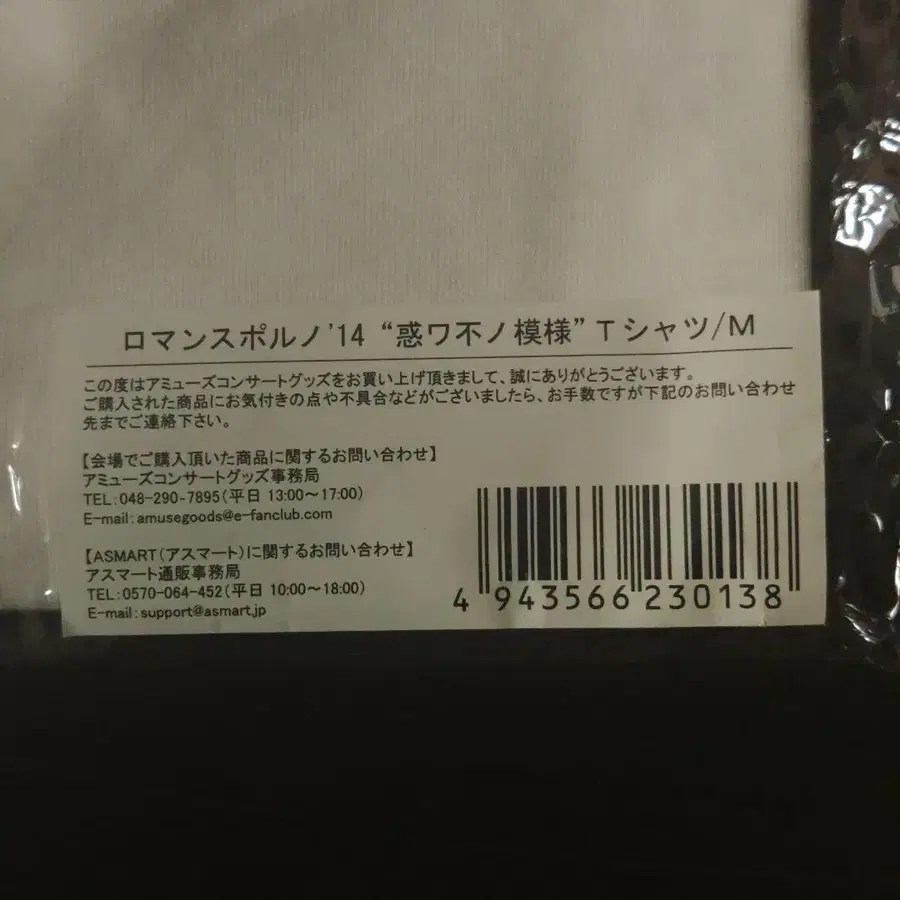 ロマンスポルノ'14 “惑ワ不ノ模様” Tシャツ/M
この度はアミューズコンサートグッズをお買い上げ頂きまして、誠にありがとうございます。
ご購入された商品にお気付きの点や不具合などがございましたら、お手数ですが下記のお問い合わせ
先までご連絡下さい。
【会場でご購入頂いた商品に関するお問い合わせ】
アミューズコンサートグッズ事務局
TEL:048-290-7895(平日 13:00~17:00)
E-mail:amusegoods@e-fanclub.com
【ASMART(アスマート)に関するお問い合わせ】
アスマート通販事務局
TEL:0570-064-452(平日 10:00~18:00)
E-mail:support@asmart.jp
4 943566 230138